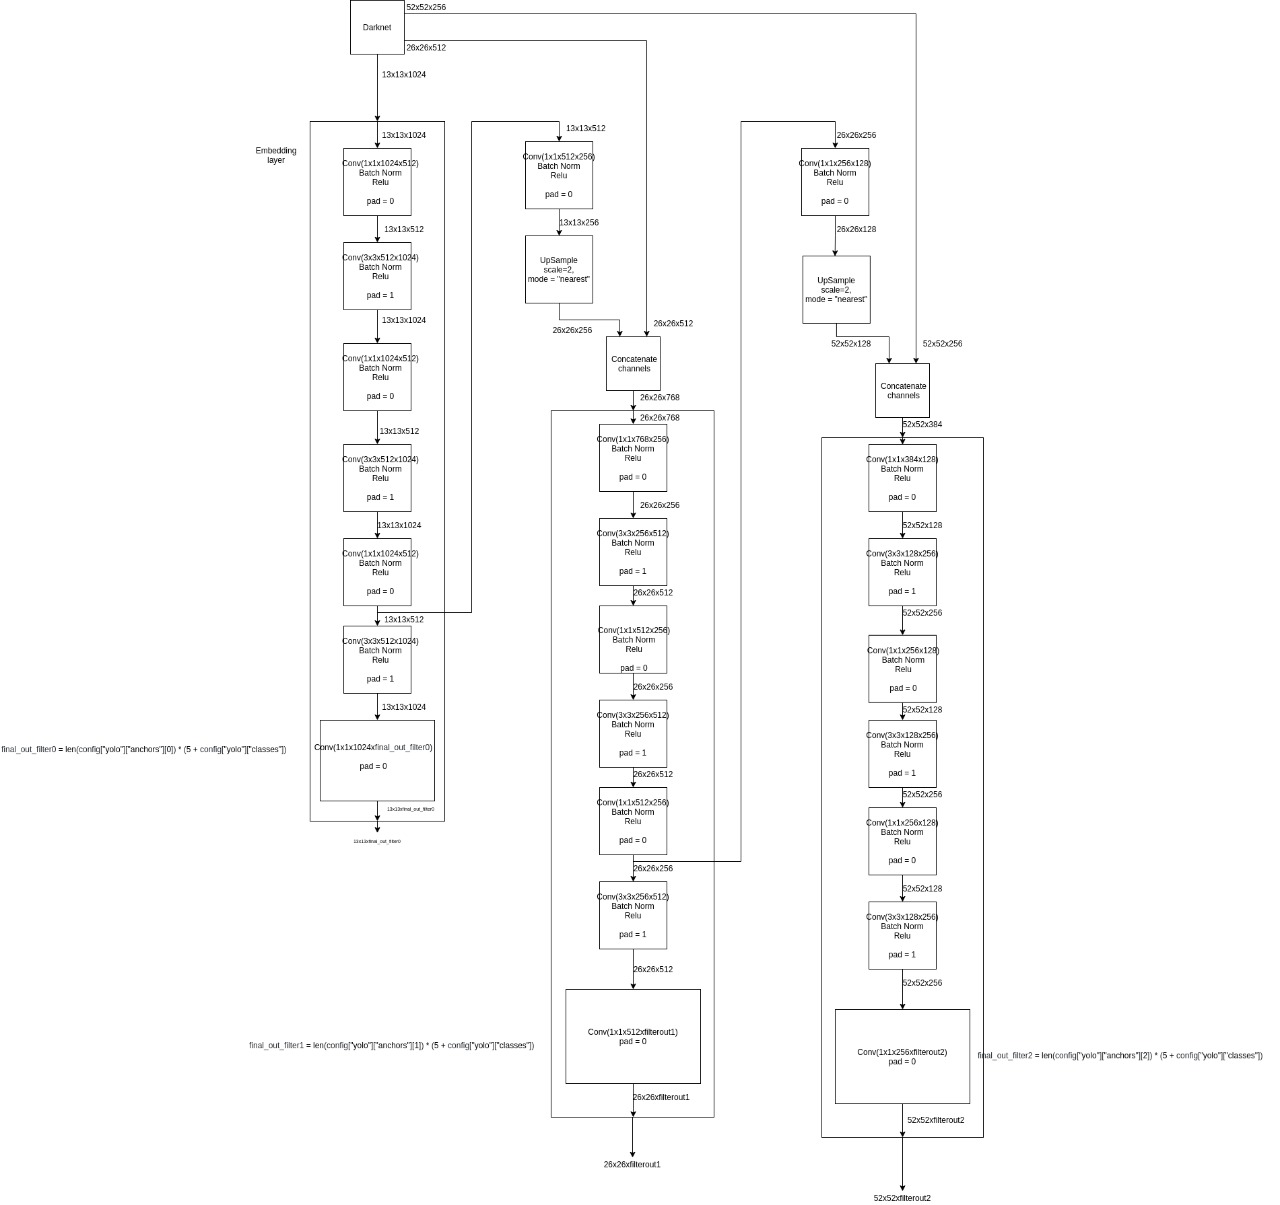 Darknet
52x52x256
26x26x512
13x13x1024
Embedding
layer
13x13x1024
Conv(1x1x1024x512)
Batch Norm
Relu
pad = 0
13x13x512
Conv(3x3x512x1024)
Batch Norm
Relu
pad = 1
13x13x1024
Conv(1x1x1024x512)
Batch Norm
Relu
pad = 0
13x13x512
Conv(3x3x512x1024)
Batch Norm
Relu
pad = 1
13x13x1024
Conv(1x1x1024x512)
Batch Norm
Relu
pad = 0
13x13x512
Conv(3x3x512x1024)
Batch Norm
Relu
pad = 1
13x13x1024
Conv(1x1x1024xfinal_out_filter0)
pad = 0
final_out_filter0 = len(config["yolo"]["anchors"][0]) * (5 + config["yolo"]["classes"])
13x13xfinal_out_filter0
13x13xfinal_out_filter0
13x13x512
Conv(1x1x512x256)
Batch Norm
Relu
pad = 0
13x13x256
UpSample
scale=2,
mode = "nearest"
26x26x256
26x26x512
Concatenate
channels
26x26x768
26x26x768
Conv(1x1x768x256)
Batch Norm
Relu
pad = 0
26x26x256
Conv(3x3x256x512)
Batch Norm
Relu
pad = 1
26x26x512
Conv(1x1x512x256)
Batch Norm
Relu
pad = 0
26x26x256
Conv(3x3x256x512)
Batch Norm
Relu
pad = 1
26x26x512
Conv(1x1x512x256)
Batch Norm
Relu
pad = 0
26x26x256
Conv(3x3x256x512)
Batch Norm
Relu
pad = 1
26x26x512
Conv(1x1x512xfilterout1)
pad = 0
final_out_filter1 = len(config["yolo"]["anchors"][1]) * (5 + config["yolo"]["classes"])
26x26xfilterout1
26x26xfilterout1
26x26x256
Conv(1x1x256x128)
Batch Norm
Relu
pad = 0
26x26x128
UpSample
scale=2,
mode = "nearest"
52x52x128
52x52x256
Concatenate
channels
52x52x384
Conv(1x1x384x128)
Batch Norm
Relu
pad = 0
52x52x128
Conv(3x3x128x256)
Batch Norm
Relu
pad = 1
52x52x256
Conv(1x1x256x128)
Batch Norm
Relu
pad = 0
52x52x128
Conv(3x3x128x256)
Batch Norm
Relu
pad = 1
52x52x256
Conv(1x1x256x128)
Batch Norm
Relu
pad = 0
52x52x128
Conv(3x3x128x256)
Batch Norm
Relu
pad = 1
52x52x256
Conv(1x1x256xfilterout2)
pad = 0
final_out_filter2 = len(config["yolo"]["anchors"][2]) * (5 + config["yolo"]["classes"])
52x52xfilterout2
52x52xfilterout2